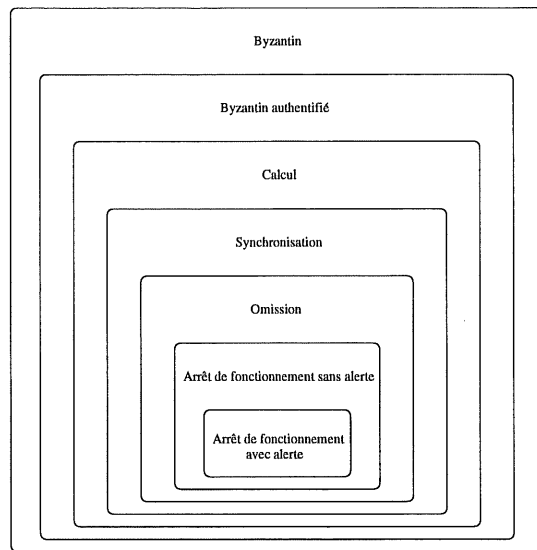 Byzantin
Byzantin authentifié
Calcul
Synchronisation
Omission
Arrêt de fonctionnement sans alerte
Arrêt de fonctionnement
avec alerte